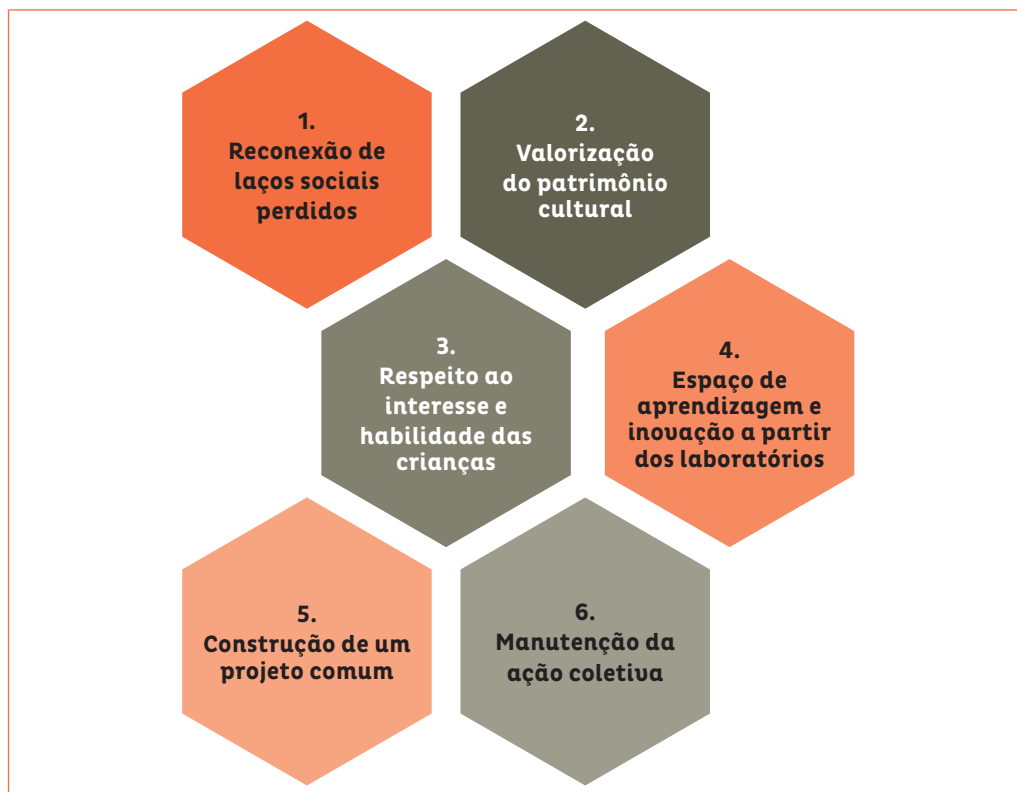 1.
Reconexão de
laços sociais
perdidos
2.
Valorização
do patrimônio
cultural
3.
Respeito ao
interesse e
habilidade das
crianças
4.
Espaço de
aprendizagem e
inovação a partir
dos laboratórios
5.
Construção de um
projeto comum
6.
Manutenção da
ação coletiva